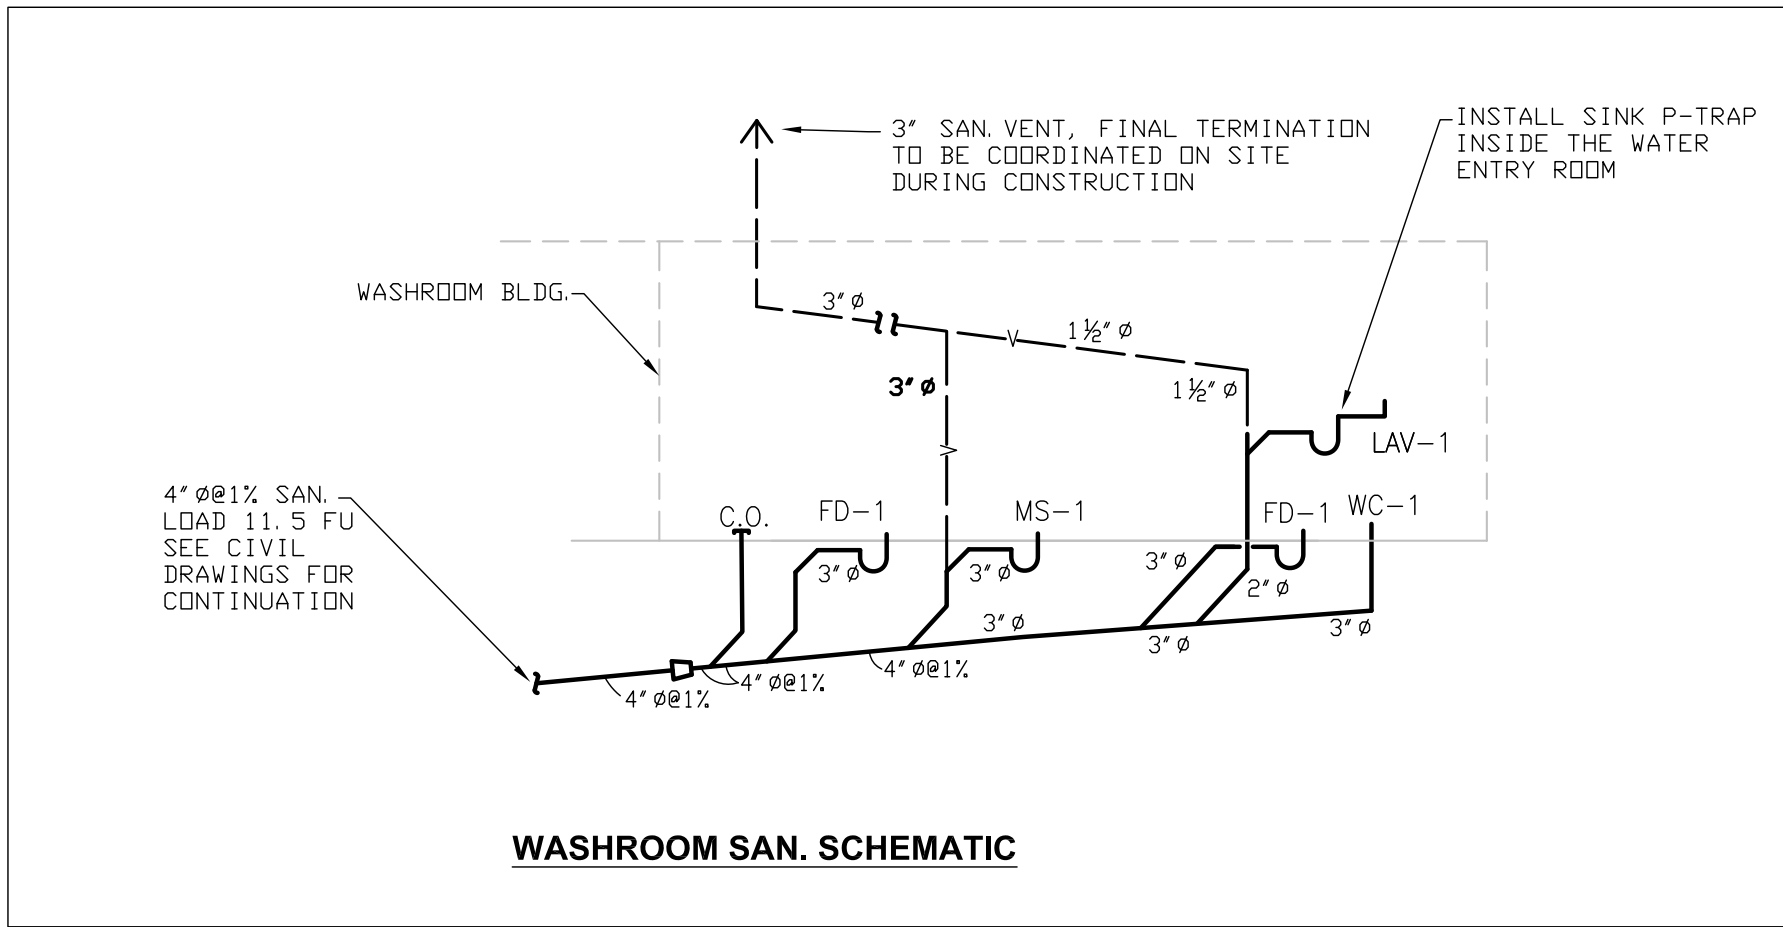 3" SAN. VENT, FINAL TERMINATION
TO BE COORDINATED ON SITE
DURING CONSTRUCTION
INSTALL SINK P-TRAP
INSIDE THE WATER
ENTRY ROOM
WASHROOM BLDG.
3" Ø
V
1½" Ø
3" Ø
1½" Ø
V
LAV-1
4" Ø@1% SAN.
LOAD 11.5 FU
SEE CIVIL
DRAWINGS FOR
CONTINUATION
C.O.
FD-1
MS-1
FD-1
WC-1
3" Ø
3" Ø
3" Ø
2" Ø
3" Ø
3" Ø
3" Ø
4" Ø@1%
4" Ø@1%
4" Ø@1%
WASHROOM SAN. SCHEMATIC